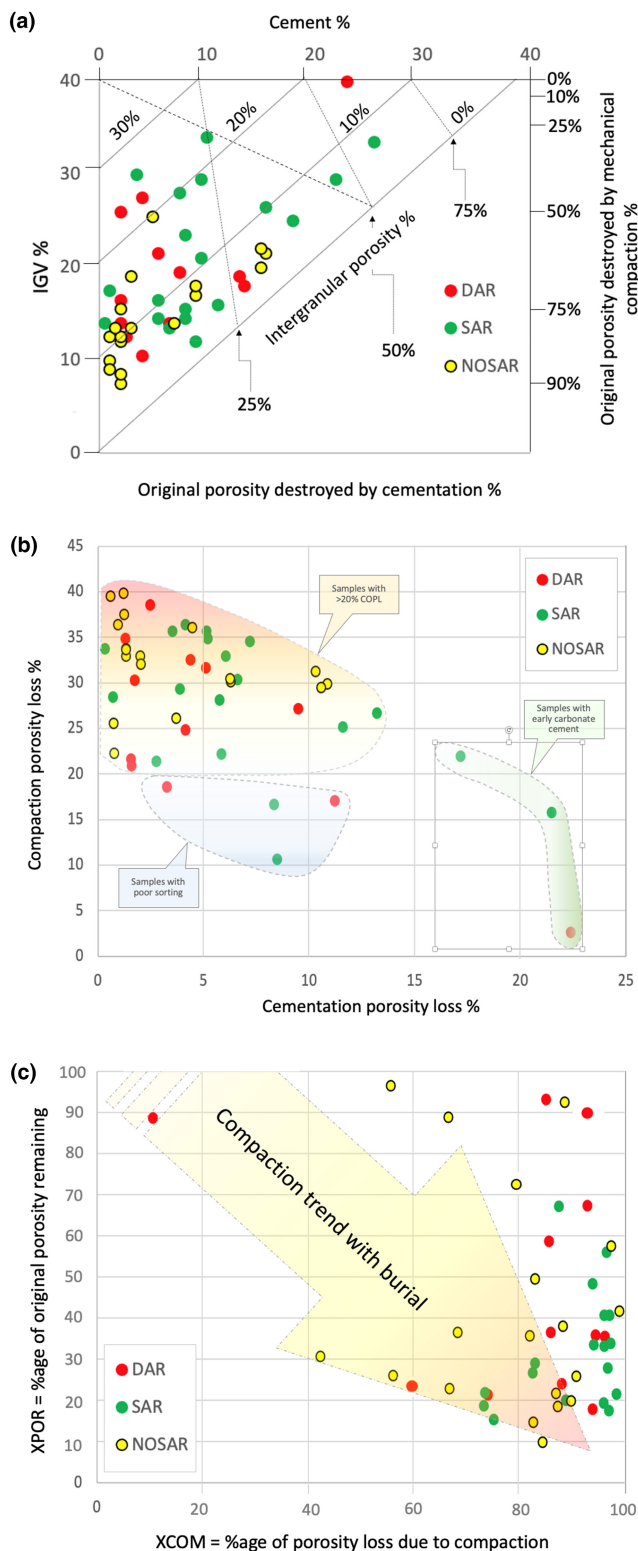 (a)
Cement %
0 10 20 30 40
40 0%
10%
25%
30% 20% 10% 0%
30
75%
50%
IGV %
20
Intergranular porosity %
Original porosity destroyed by mechanical
compaction %
DAR
SAR
NOSAR
75%
50%
10
25%
90%
0
Original porosity destroyed by cementation %
(b)
45
40
35
30
25
20
15
10
5
0
Compaction porosity loss %
Samples with
>20% COPL
DAR
SAR
NOSAR
Samples with
early carbonate
cement
Samples with
poor sorting
0 5 10 15 20 25
Cementation porosity loss %
(c)
100
90
80
70
60
50
40
30
20
10
0
XPOR = %age of original porosity remaining
Compaction trend with burial
DAR
SAR
NOSAR
0 20 40 60 80 100
XCOM = %age of porosity loss due to compaction